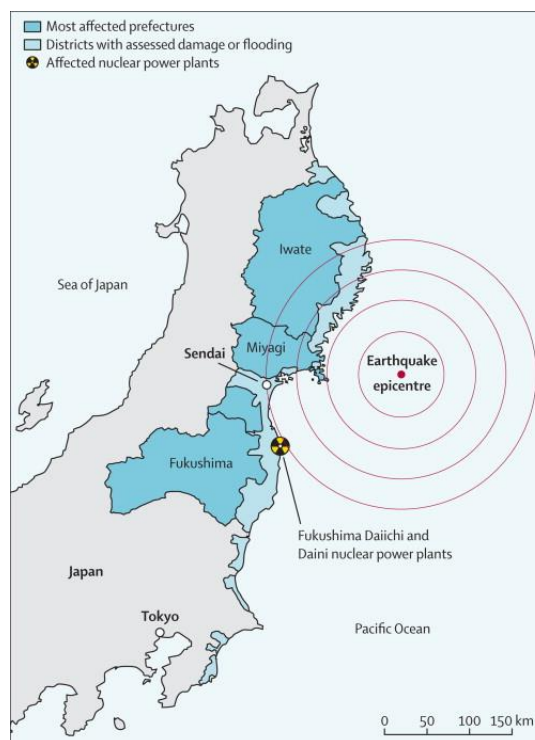 Most affected prefectures
Districts with assessed damage or flooding
Affected nuclear power plants
Iwate
Sea of Japan
Miyagi
Sendai
Earthquake
epicentre
Fukushima
Fukushima Daiichi and
Daini nuclear power plants
Japan
Tokyo
Pacific Ocean
0 50 100 150 km